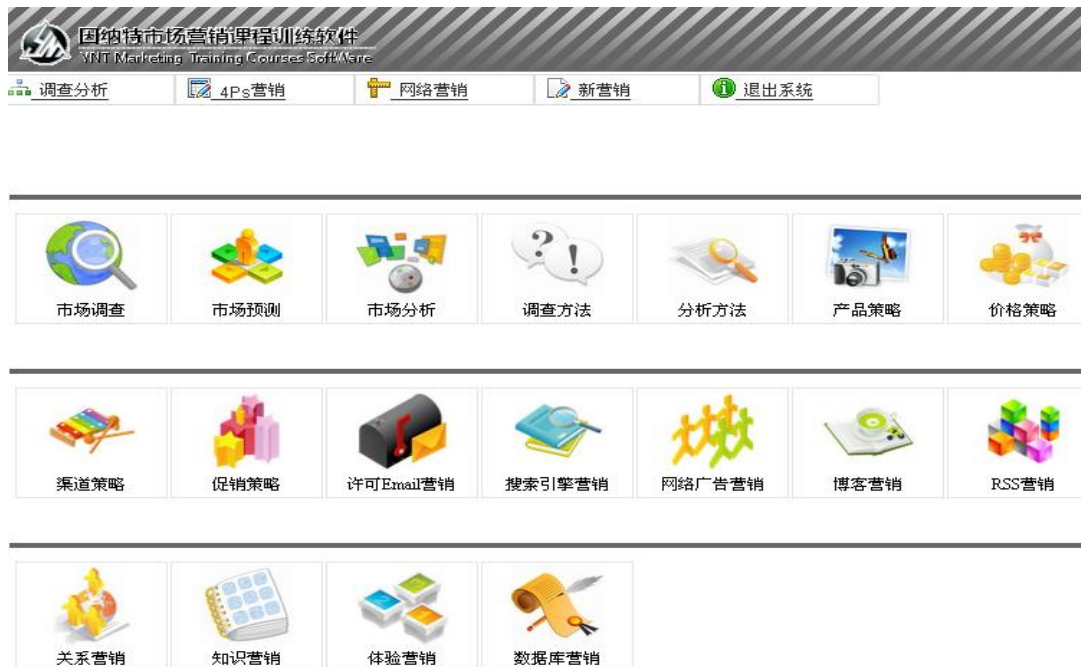 因纳特市场营销课程训练软件
YNT Marketing Training Courses SoftWare
调查分析 4Ps营销 网络营销 新营销 退出系统
市场调查 市场预测 市场分析 调查方法 分析方法 产品策略 价格策略
渠道策略 促销策略 许可Email营销 搜索引擎营销 网络广告营销 博客营销 RSS营销
关系营销 知识营销 体验营销 数据库营销